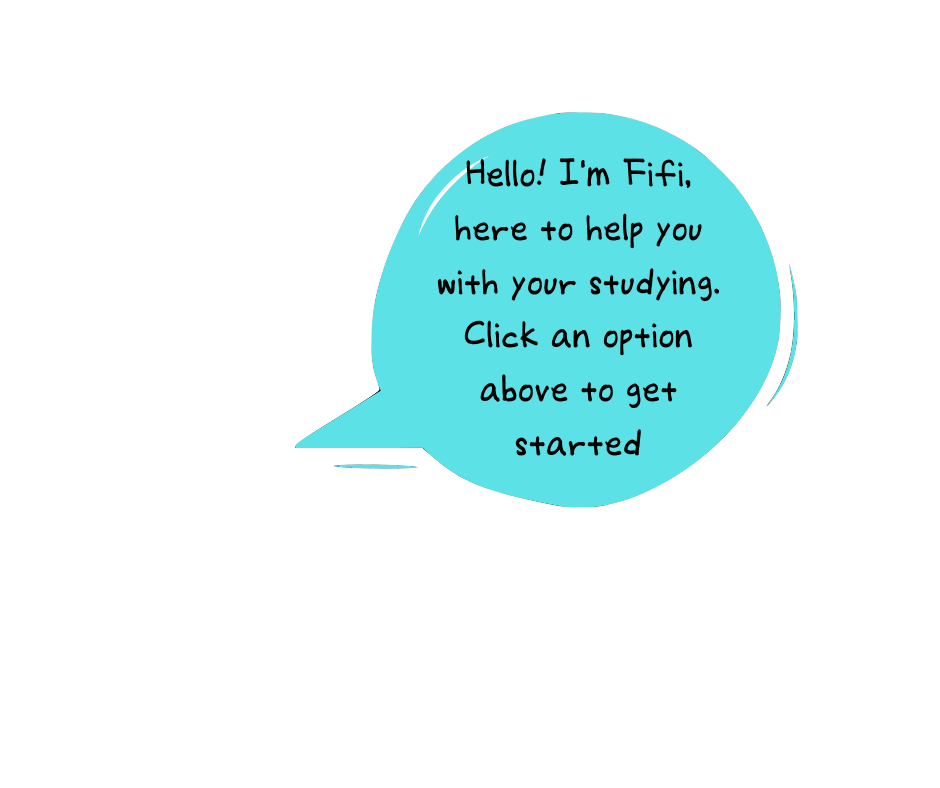 Hello! I'm Fifi,
here to help you
with your studying.
Click an option
above to get
started